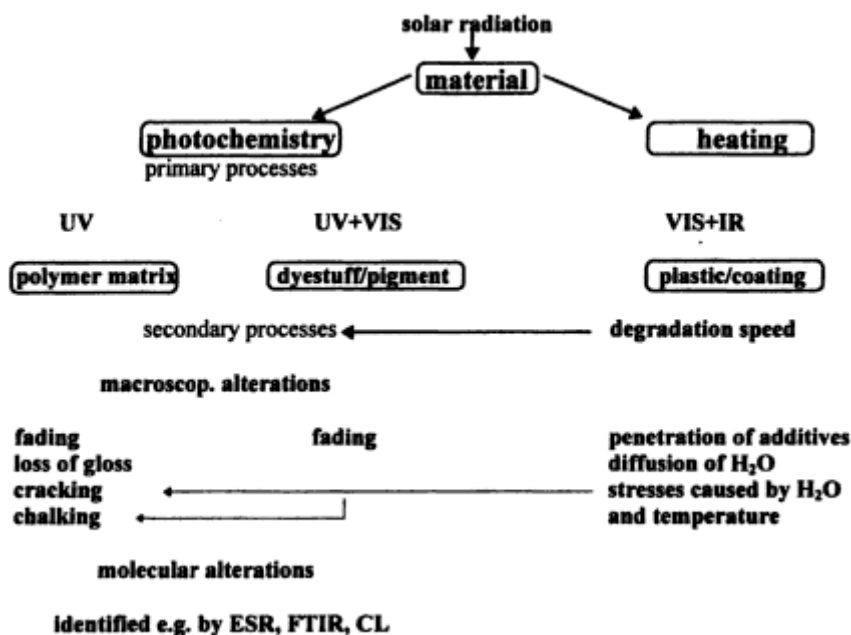 solar radiation
material
photochemistry
heating
primary processes
UV
UV+VIS
VIS+IR
polymer matrix
dyestuff/pigment
plastic/coating
secondary processes
degradation speed
macroscop. alterations
fading
fading
penetration of additives
loss of gloss
diffusion of H₂O
cracking
stresses caused by H₂O
chalking
and temperature
molecular alterations
identified e.g. by ESR, FTIR, CL